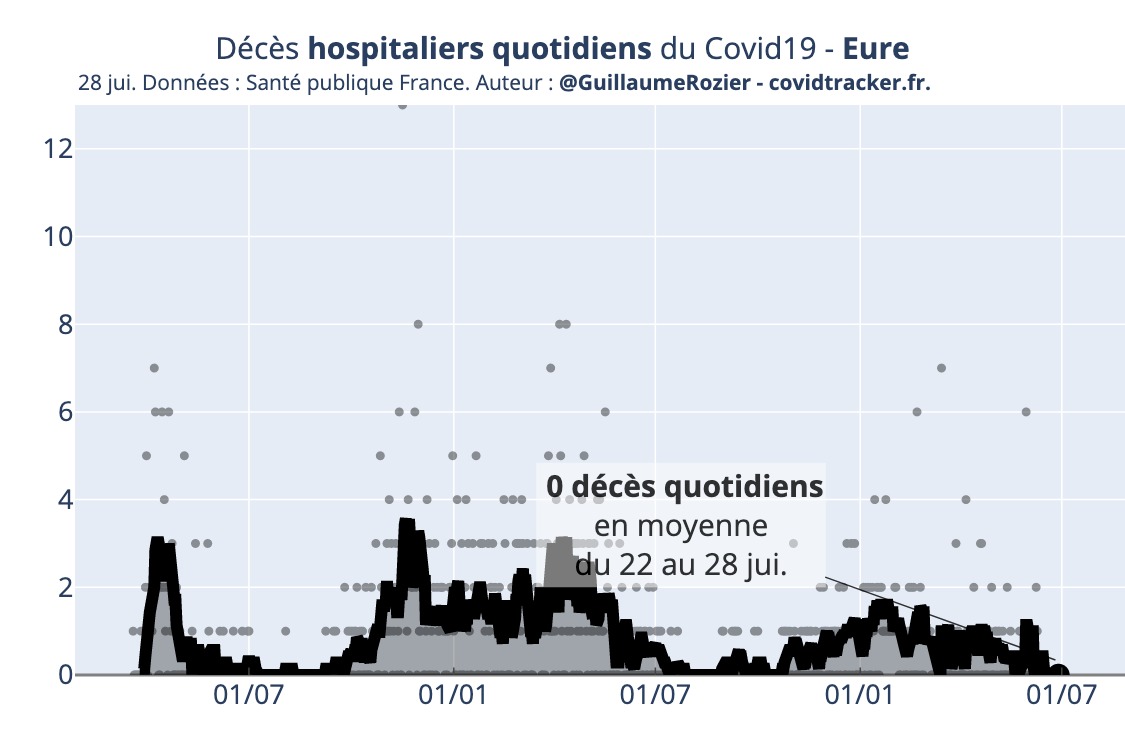 Décès hospitaliers quotidiens du Covid19 - Eure
28 jui. Données : Santé publique France. Auteur : @GuillaumeRozier - covidtracker.fr.
12
10
8
6
4
2
0
0 décès quotidiens
en moyenne
du 22 au 28 jui.
01/07 01/01 01/07 01/01 01/07